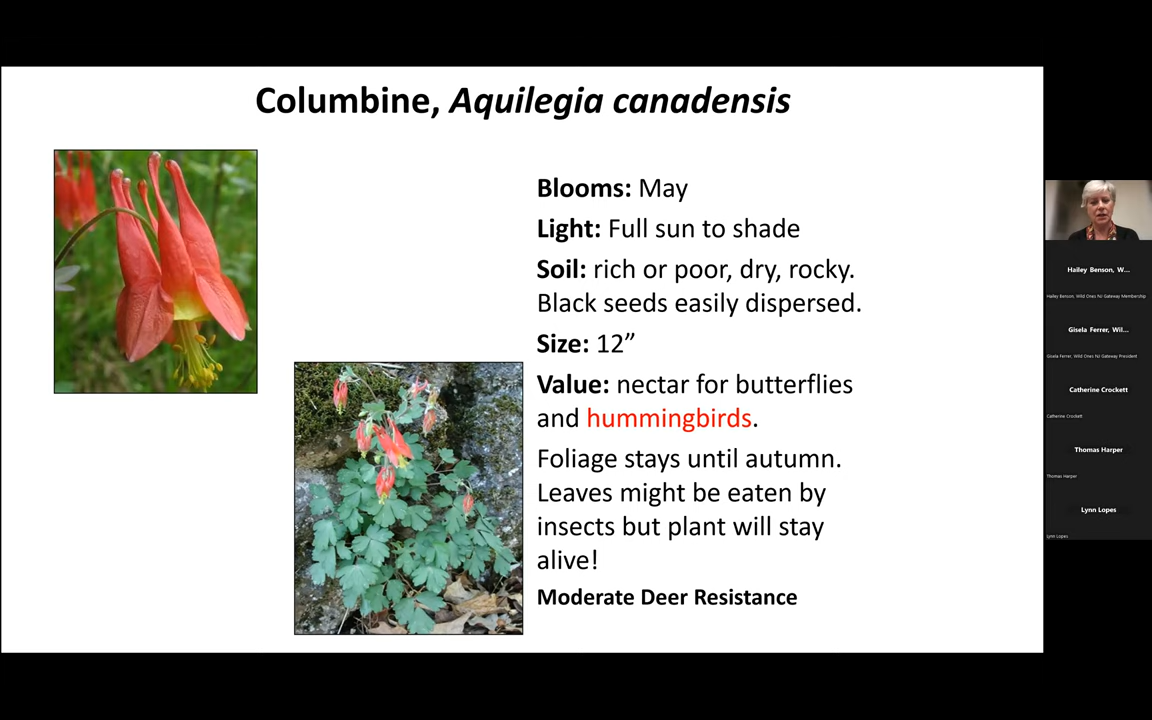 Columbine, Aquilegia canadensis
Blooms: May
Light: Full sun to shade
Soil: rich or poor, dry, rocky.
Black seeds easily dispersed.
Size: 12”
Value: nectar for butterflies
and hummingbirds.
Foliage stays until autumn.
Leaves might be eaten by
insects but plant will stay
alive!
Moderate Deer Resistance
Hailey Benson, W...
Hailey Benson, Wild Ones NJ Gateway Membership
Gisela Ferrer, Wil...
Gisela Ferrer, Wild Ones NJ Gateway President
Catherine Crockett
Catherine Crockett
Thomas Harper
Thomas Harper
Lynn Lopes
Lynn Lopes